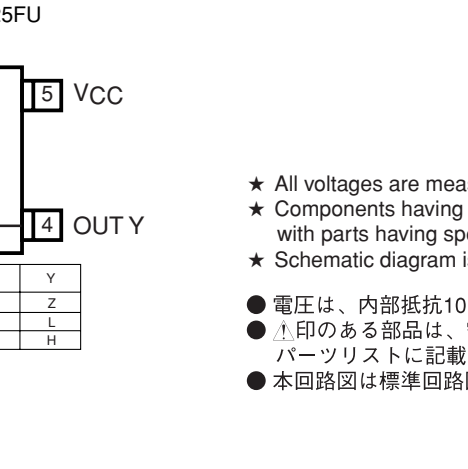 5FU
5 VCC
4 OUT Y
Y
Z
L
H
★ All voltages are mea
★ Components having
with parts having sp
★ Schematic diagram i
● 電圧は、内部抵抗10
● ⚠印のある部品は、
パーツリストに記載
● 本回路図は標準回路